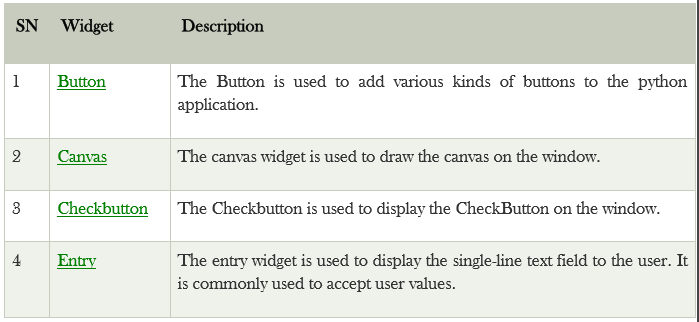 SN Widget Description
1 Button The Button is used to add various kinds of buttons to the python
application.
2 Canvas The canvas widget is used to draw the canvas on the window.
3 Checkbutton The Checkbutton is used to display the CheckButton on the window.
4 Entry The entry widget is used to display the single-line text field to the user. It
is commonly used to accept user values.